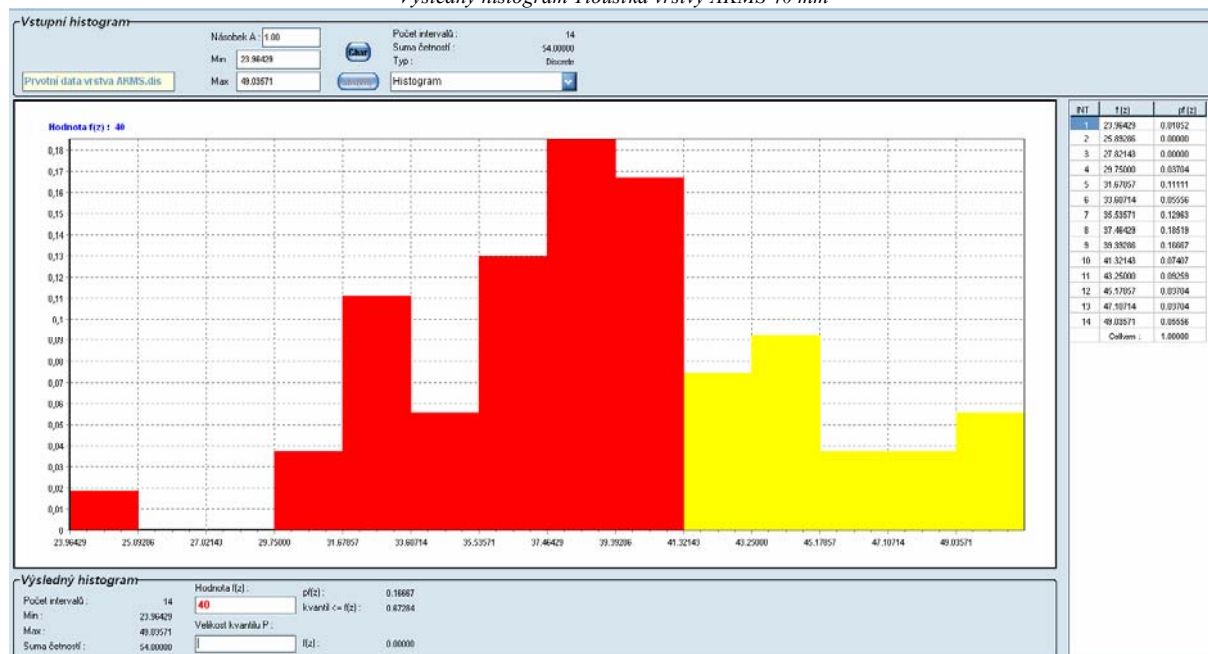 Výsledný histogram Tloušťka vrstvy AKMS 40 mm
Vstupní histogram
Prvotní data vrstva AKMS.dis
Násobek A : 1.00
Min 23.96429
Max 49.03571
Char
Počet intervalů : 14
Suma četností : 54.00000
Typ : Discrete
Histogram
Hodnota f(z) : 40
0,18
0,17
0,16
0,15
0,14
0,13
0,12
0,11
0,1
0,09
0,08
0,07
0,06
0,05
0,04
0,03
0,02
0,01
0
23.96429 25.89286 27.82143 29.75000 31.67857 33.60714 35.53571 37.46429 39.39286 41.32143 43.25000 45.17857 47.10714 49.03571
INT f (z) pf (z)
1 23.96429 0.01852
2 25.89286 0.00000
3 27.82143 0.00000
4 29.75000 0.03704
5 31.67857 0.11111
6 33.60714 0.05556
7 35.53571 0.12963
8 37.46429 0.18519
9 39.39286 0.16667
10 41.32143 0.07407
11 43.25000 0.09259
12 45.17857 0.03704
13 47.10714 0.03704
14 49.03571 0.05556
Celkem : 1.00000
Výsledný histogram
Počet intervalů : 14
Min : 23.96429
Max : 49.03571
Suma četností : 54.00000
Hodnota f(z) :
40
Velikost kvantilu P :
pf(z) : 0.16667
kvantil <= f(z) : 0.67284
f(z) : 0.00000